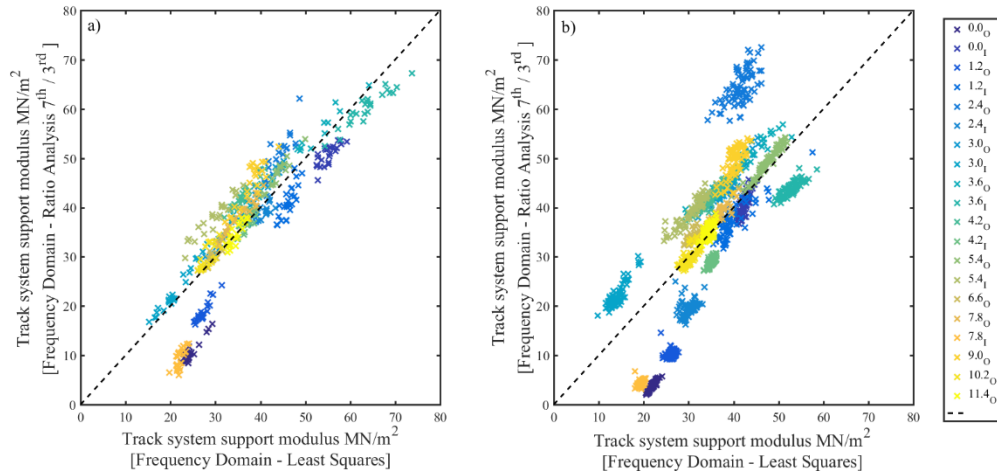 a)
80
70
60
50
40
30
20
10
0
0 10 20 30 40 50 60 70 80
Track system support modulus MN/m²
[Frequency Domain - Ratio Analysis 7th / 3rd ]
Track system support modulus MN/m²
[Frequency Domain - Least Squares]
b)
80
70
60
50
40
30
20
10
0
0 10 20 30 40 50 60 70 80
Track system support modulus MN/m²
[Frequency Domain - Ratio Analysis 7th / 3rd ]
Track system support modulus MN/m²
[Frequency Domain - Least Squares]
0.0O
0.0I
1.2O
1.2I
2.4O
2.4I
3.0O
3.0I
3.6O
3.6I
4.2O
4.2I
5.4O
5.4I
6.6O
7.8O
7.8I
9.0O
10.2O
11.4O